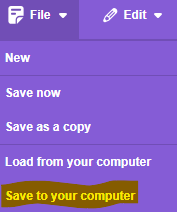 File Edit
New
Save now
Save as a copy
Load from your computer
Save to your computer